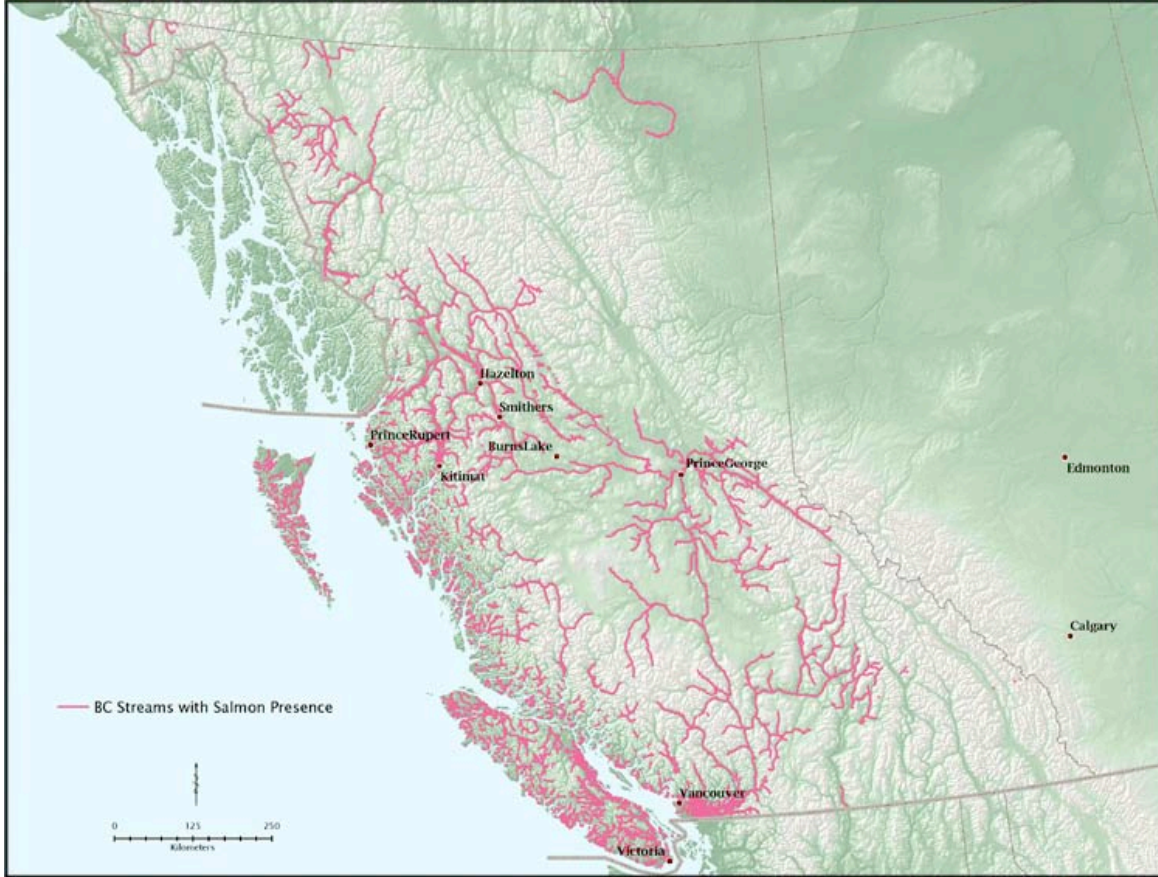 Hazelton
Smithers
PrinceRupert
BurnsLake
PrinceGeorge
Kitimat
Edmonton
Calgary
BC Streams with Salmon Presence
Vancouver
0 125 250
Kilometers
Victoria